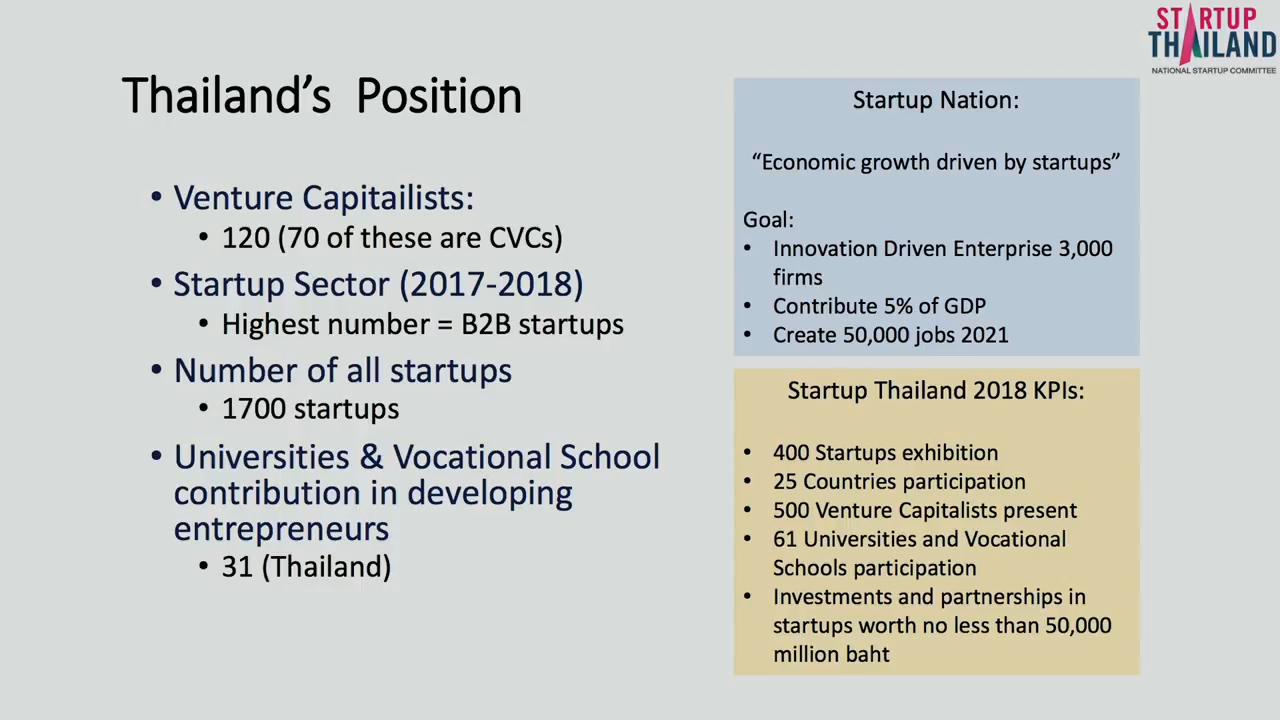 STARTUP
THAILAND
NATIONAL STARTUP COMMITTEE
Thailand's Position
• Venture Capitailists:
• 120 (70 of these are CVCs)
• Startup Sector (2017-2018)
• Highest number = B2B startups
• Number of all startups
• 1700 startups
• Universities & Vocational School
contribution in developing
entrepreneurs
• 31 (Thailand)
Startup Nation:
“Economic growth driven by startups”
Goal:
• Innovation Driven Enterprise 3,000
firms
• Contribute 5% of GDP
• Create 50,000 jobs 2021
Startup Thailand 2018 KPIs:
• 400 Startups exhibition
• 25 Countries participation
• 500 Venture Capitalists present
• 61 Universities and Vocational
Schools participation
• Investments and partnerships in
startups worth no less than 50,000
million baht